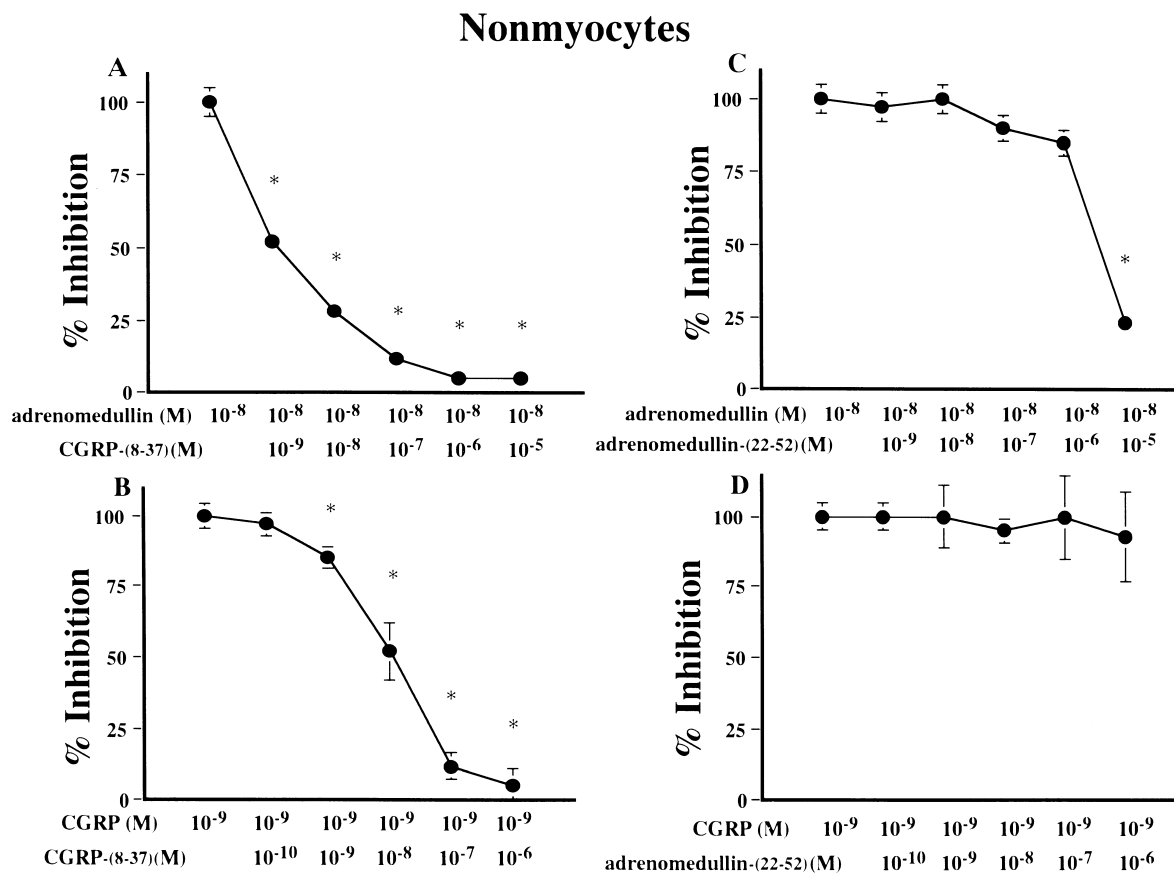 Nonmyocytes
A
% Inhibition
100
75
50
25
0
*
*
*
*
*
adrenomedullin (M) 10⁻⁸ 10⁻⁸ 10⁻⁸ 10⁻⁸ 10⁻⁸ 10⁻⁸
CGRP-(8-37)(M) 10⁻⁹ 10⁻⁸ 10⁻⁷ 10⁻⁶ 10⁻⁵
C
% Inhibition
100
75
50
25
0
*
adrenomedullin (M) 10⁻⁸ 10⁻⁸ 10⁻⁸ 10⁻⁸ 10⁻⁸ 10⁻⁸
adrenomedullin-(22-52)(M) 10⁻⁹ 10⁻⁸ 10⁻⁷ 10⁻⁶ 10⁻⁵
B
% Inhibition
100
75
50
25
0
*
*
*
*
CGRP (M) 10⁻⁹ 10⁻⁹ 10⁻⁹ 10⁻⁹ 10⁻⁹ 10⁻⁹
CGRP-(8-37)(M) 10⁻¹⁰ 10⁻⁹ 10⁻⁸ 10⁻⁷ 10⁻⁶
D
% Inhibition
100
75
50
25
0
CGRP (M) 10⁻⁹ 10⁻⁹ 10⁻⁹ 10⁻⁹ 10⁻⁹ 10⁻⁹
adrenomedullin-(22-52)(M) 10⁻¹⁰ 10⁻⁹ 10⁻⁸ 10⁻⁷ 10⁻⁶